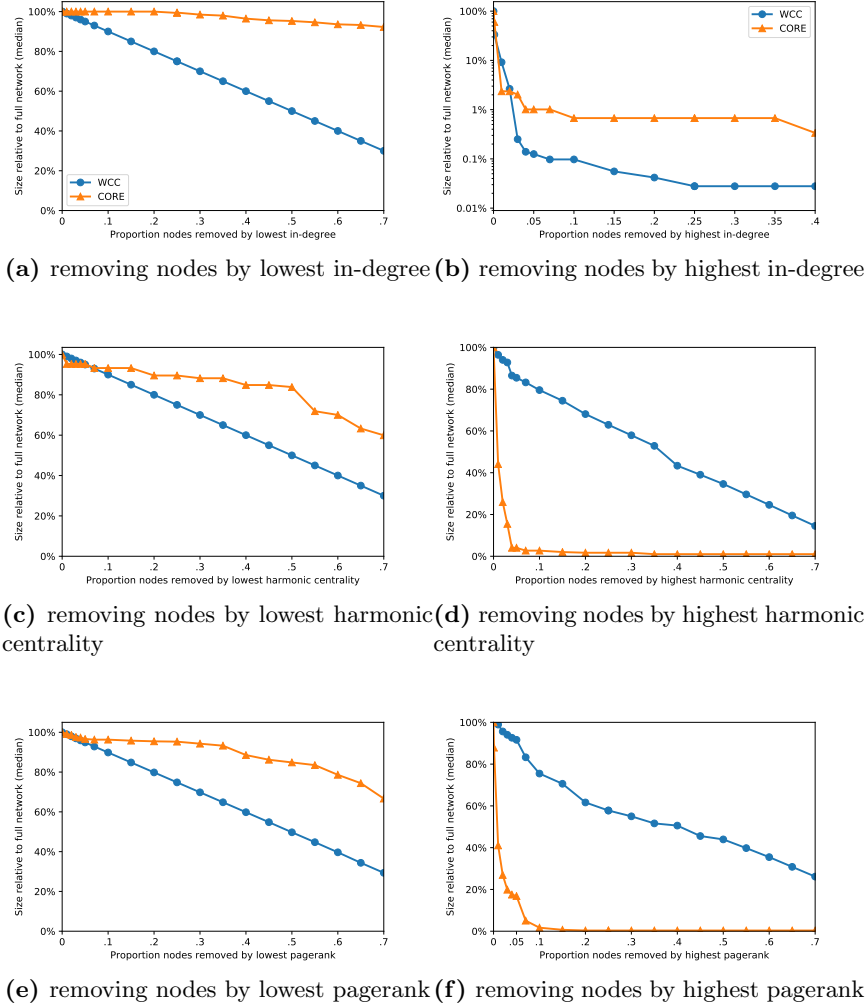 100%
80%
60%
40%
20%
0%
Size relative to full network (median)
WCC
CORE
0 .1 .2 .3 .4 .5 .6 .7
Proportion nodes removed by lowest in-degree
(a) removing nodes by lowest in-degree
100%
10%
1%
0.1%
0.01%
Size relative to full network (median)
WCC
CORE
0 .05 .1 .15 .2 .25 .3 .35 .4
Proportion nodes removed by highest in-degree
(b) removing nodes by highest in-degree
100%
80%
60%
40%
20%
0%
Size relative to full network (median)
0 .1 .2 .3 .4 .5 .6 .7
Proportion nodes removed by lowest harmonic centrality
(c) removing nodes by lowest harmonic
centrality
100%
80%
60%
40%
20%
0%
Size relative to full network (median)
0 .1 .2 .3 .4 .5 .6 .7
Proportion nodes removed by highest harmonic centrality
(d) removing nodes by highest harmonic
centrality
100%
80%
60%
40%
20%
0%
Size relative to full network (median)
0 .1 .2 .3 .4 .5 .6 .7
Proportion nodes removed by lowest pagerank
(e) removing nodes by lowest pagerank
100%
80%
60%
40%
20%
0%
Size relative to full network (median)
0 .05 .1 .2 .3 .4 .5 .6 .7
Proportion nodes removed by highest pagerank
(f) removing nodes by highest pagerank